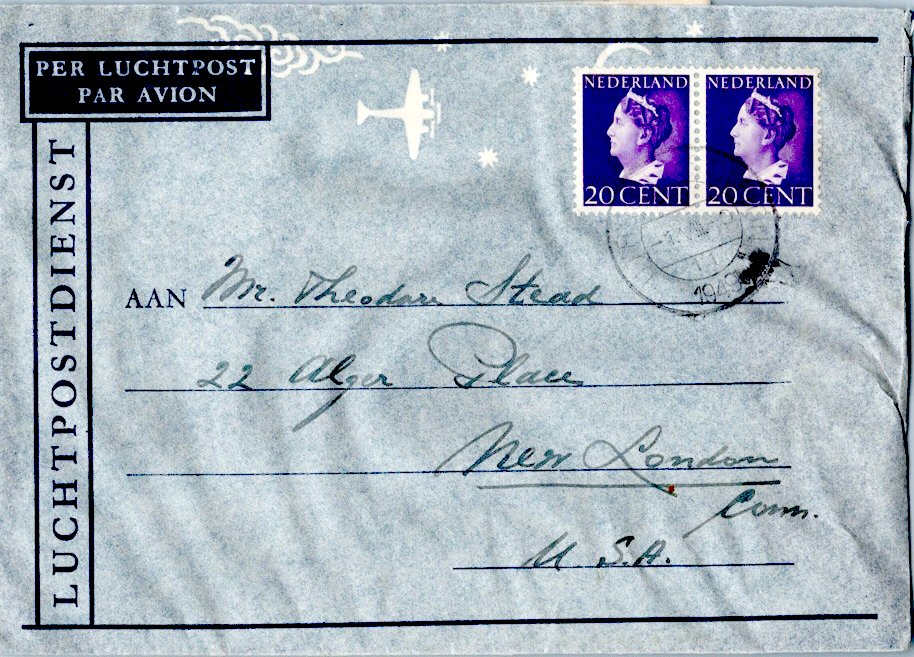 PER LUCHTPOST
PAR AVION
LUCHTPOSTDIENST
NEDERLAND NEDERLAND
20 CENT 20 CENT
AAN Mr. Theodore Stead
22 Alger Place
New London
Conn.
U.S.A.